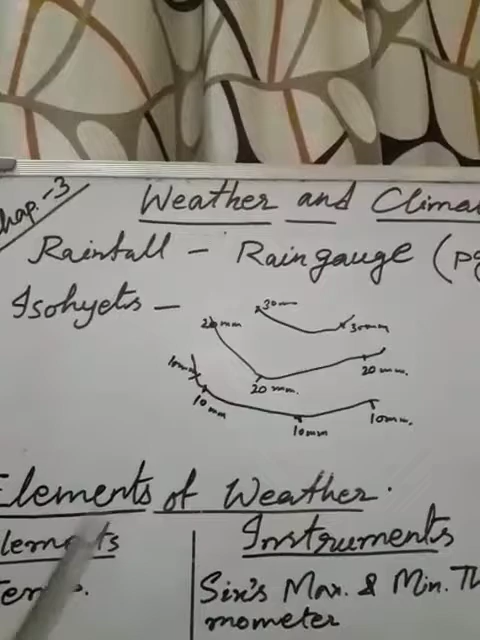 Chap.-3
Weather and Clima
Rainfall - Raingauge (pg
Isohyets -
30mm
30mm
20mm
20mm.
20mm.
10mm
10mm
10mm
10mm.
Elements of Weather.
Elements
Instruments
Temp.
Six's Max. & Min. Th
mometer